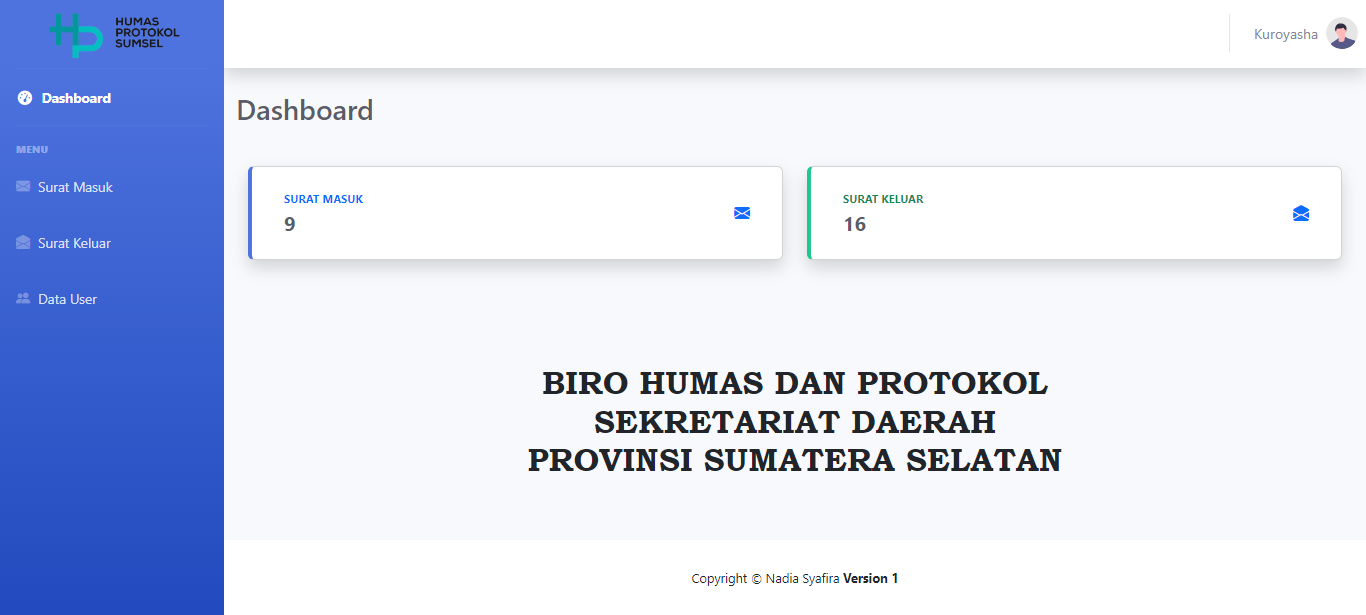 HUMAS
PROTOKOL
SUMSEL
Kuroyasha
Dashboard
MENU
Surat Masuk
Surat Keluar
Data User
Dashboard
SURAT MASUK
9
SURAT KELUAR
16
BIRO HUMAS DAN PROTOKOL
SEKRETARIAT DAERAH
PROVINSI SUMATERA SELATAN
Copyright © Nadia Syafira Version 1